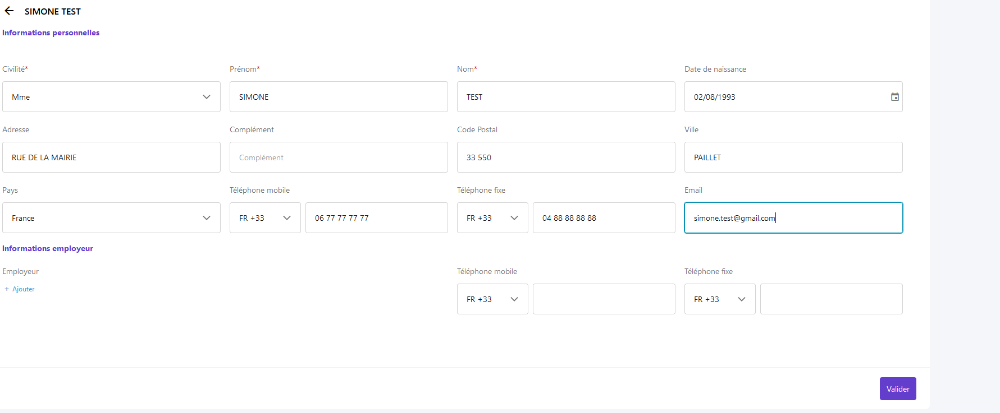 SIMONE TEST
Informations personnelles
Civilité* Prénom* Nom* Date de naissance
Mme SIMONE TEST 02/08/1993
Adresse Complément Code Postal Ville
RUE DE LA MAIRIE Complément 33 550 PAILLET
Pays Téléphone mobile Téléphone fixe Email
France FR +33 06 77 77 77 77 FR +33 04 88 88 88 88 simone.test@gmail.com
Informations employeur
Employeur Téléphone mobile Téléphone fixe
+ Ajouter
FR +33 FR +33
Valider